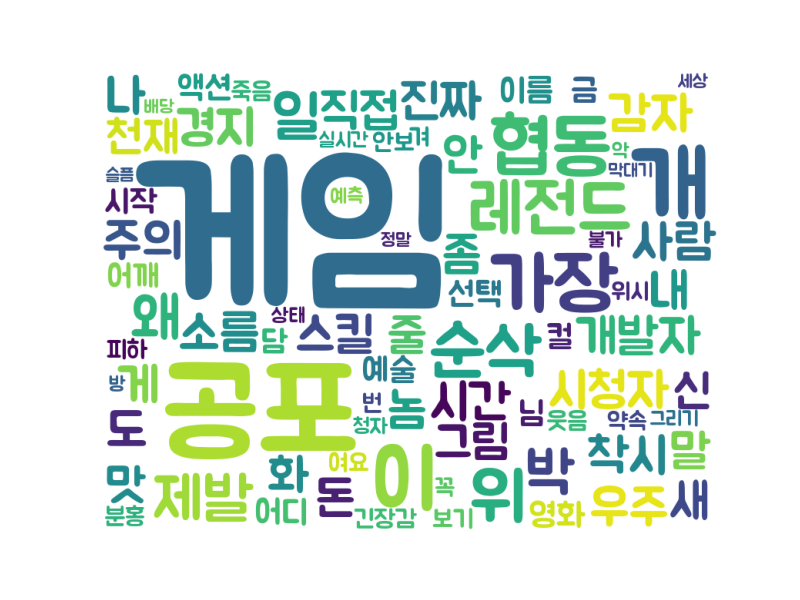 나 배당 액션 죽음 일 직접 진짜 이름 금 세상
천재 경지 실시간 안보 겨 안 협동 감자 악
슬픔 게임 예측 레전드 막대기 개
시작 주의 정말 좀 불가 사람
어깨 선택 가장 위시 내
왜 소름 담 상태 스킬 줄 순삭 컬 개발자
피하 공포 예술
방 게 번 놈 시간 님 시청자 신
도 청자 그림 웃음 약속 그리기
맛 제발 화 여요 이 꼭 위 박 착시 말
분홍 어디 돈 긴장감 보기 영화 우주 새